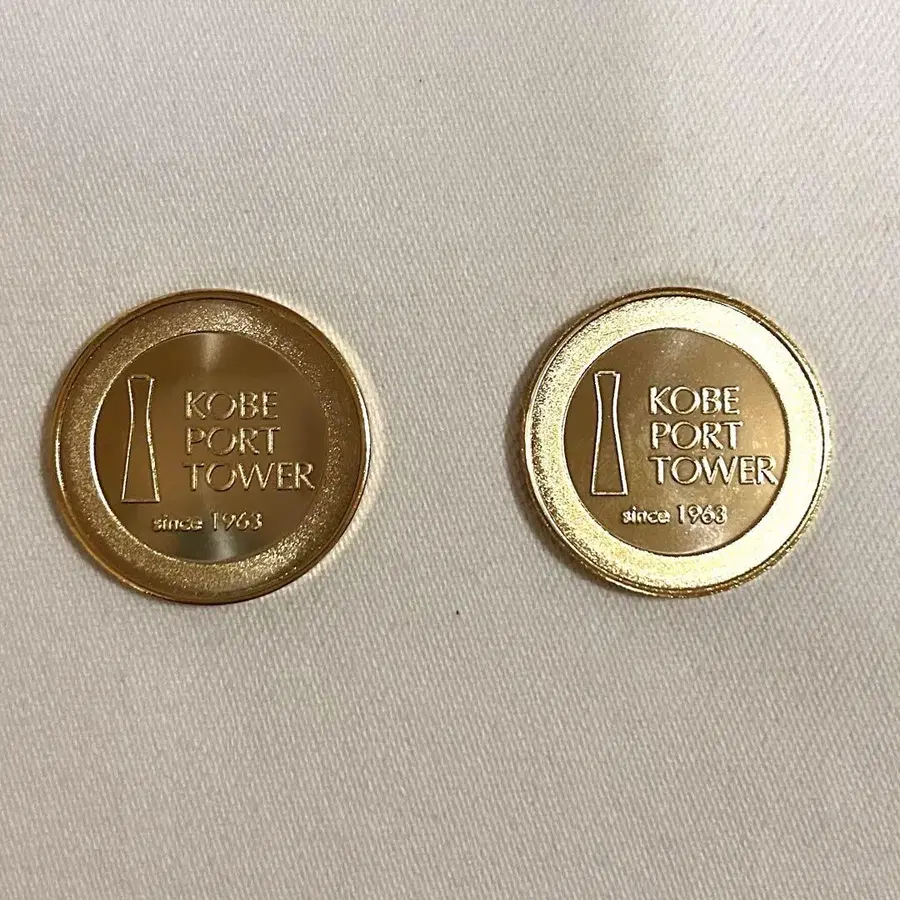 KOBE
PORT
TOWER
since 1963
KOBE
PORT
TOWER
since 1963